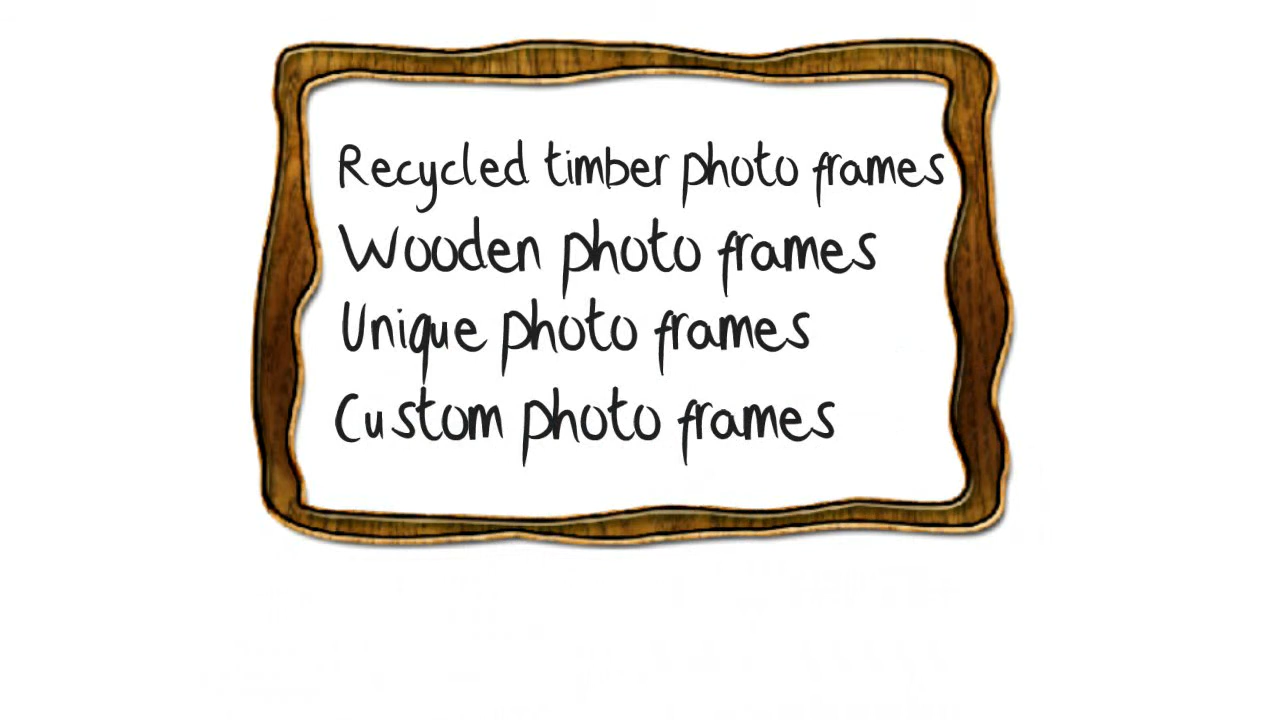 Recycled timber photo frames
Wooden photo frames
Unique photo frames
Custom photo frames